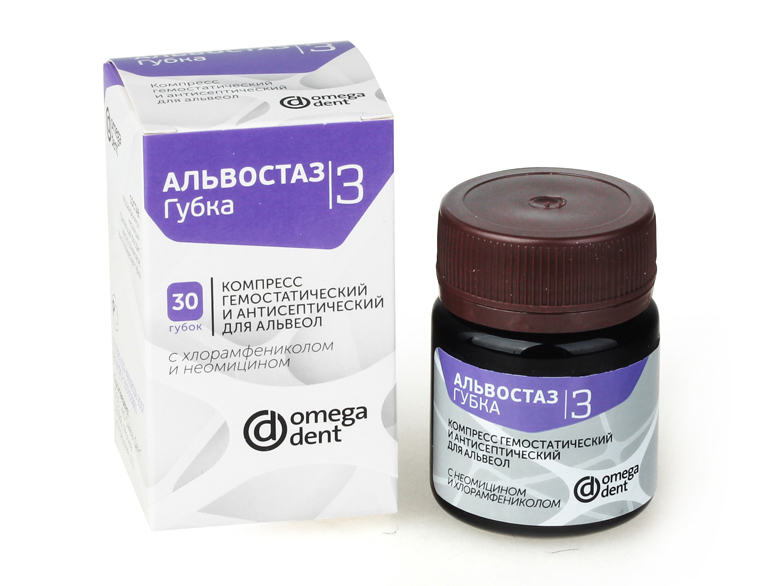 АЛЬВОСТАЗ 3
Губка
Компресс
гемостатический
и антисептический
для альвеол
omega
dent
АЛЬВОСТАЗ 3
Губка
30
губок
КОМПРЕСС
ГЕМОСТАТИЧЕСКИЙ
И АНТИСЕПТИЧЕСКИЙ
ДЛЯ АЛЬВЕОЛ
с хлорамфениколом
и неомицином
omega
dent
АЛЬВОСТАЗ 3
ГУБКА
КОМПРЕСС ГЕМОСТАТИЧЕСКИЙ
И АНТИСЕПТИЧЕСКИЙ
ДЛЯ АЛЬВЕОЛ
С НЕОМИЦИНОМ
И ХЛОРАМФЕНИКОЛОМ
omega
dent